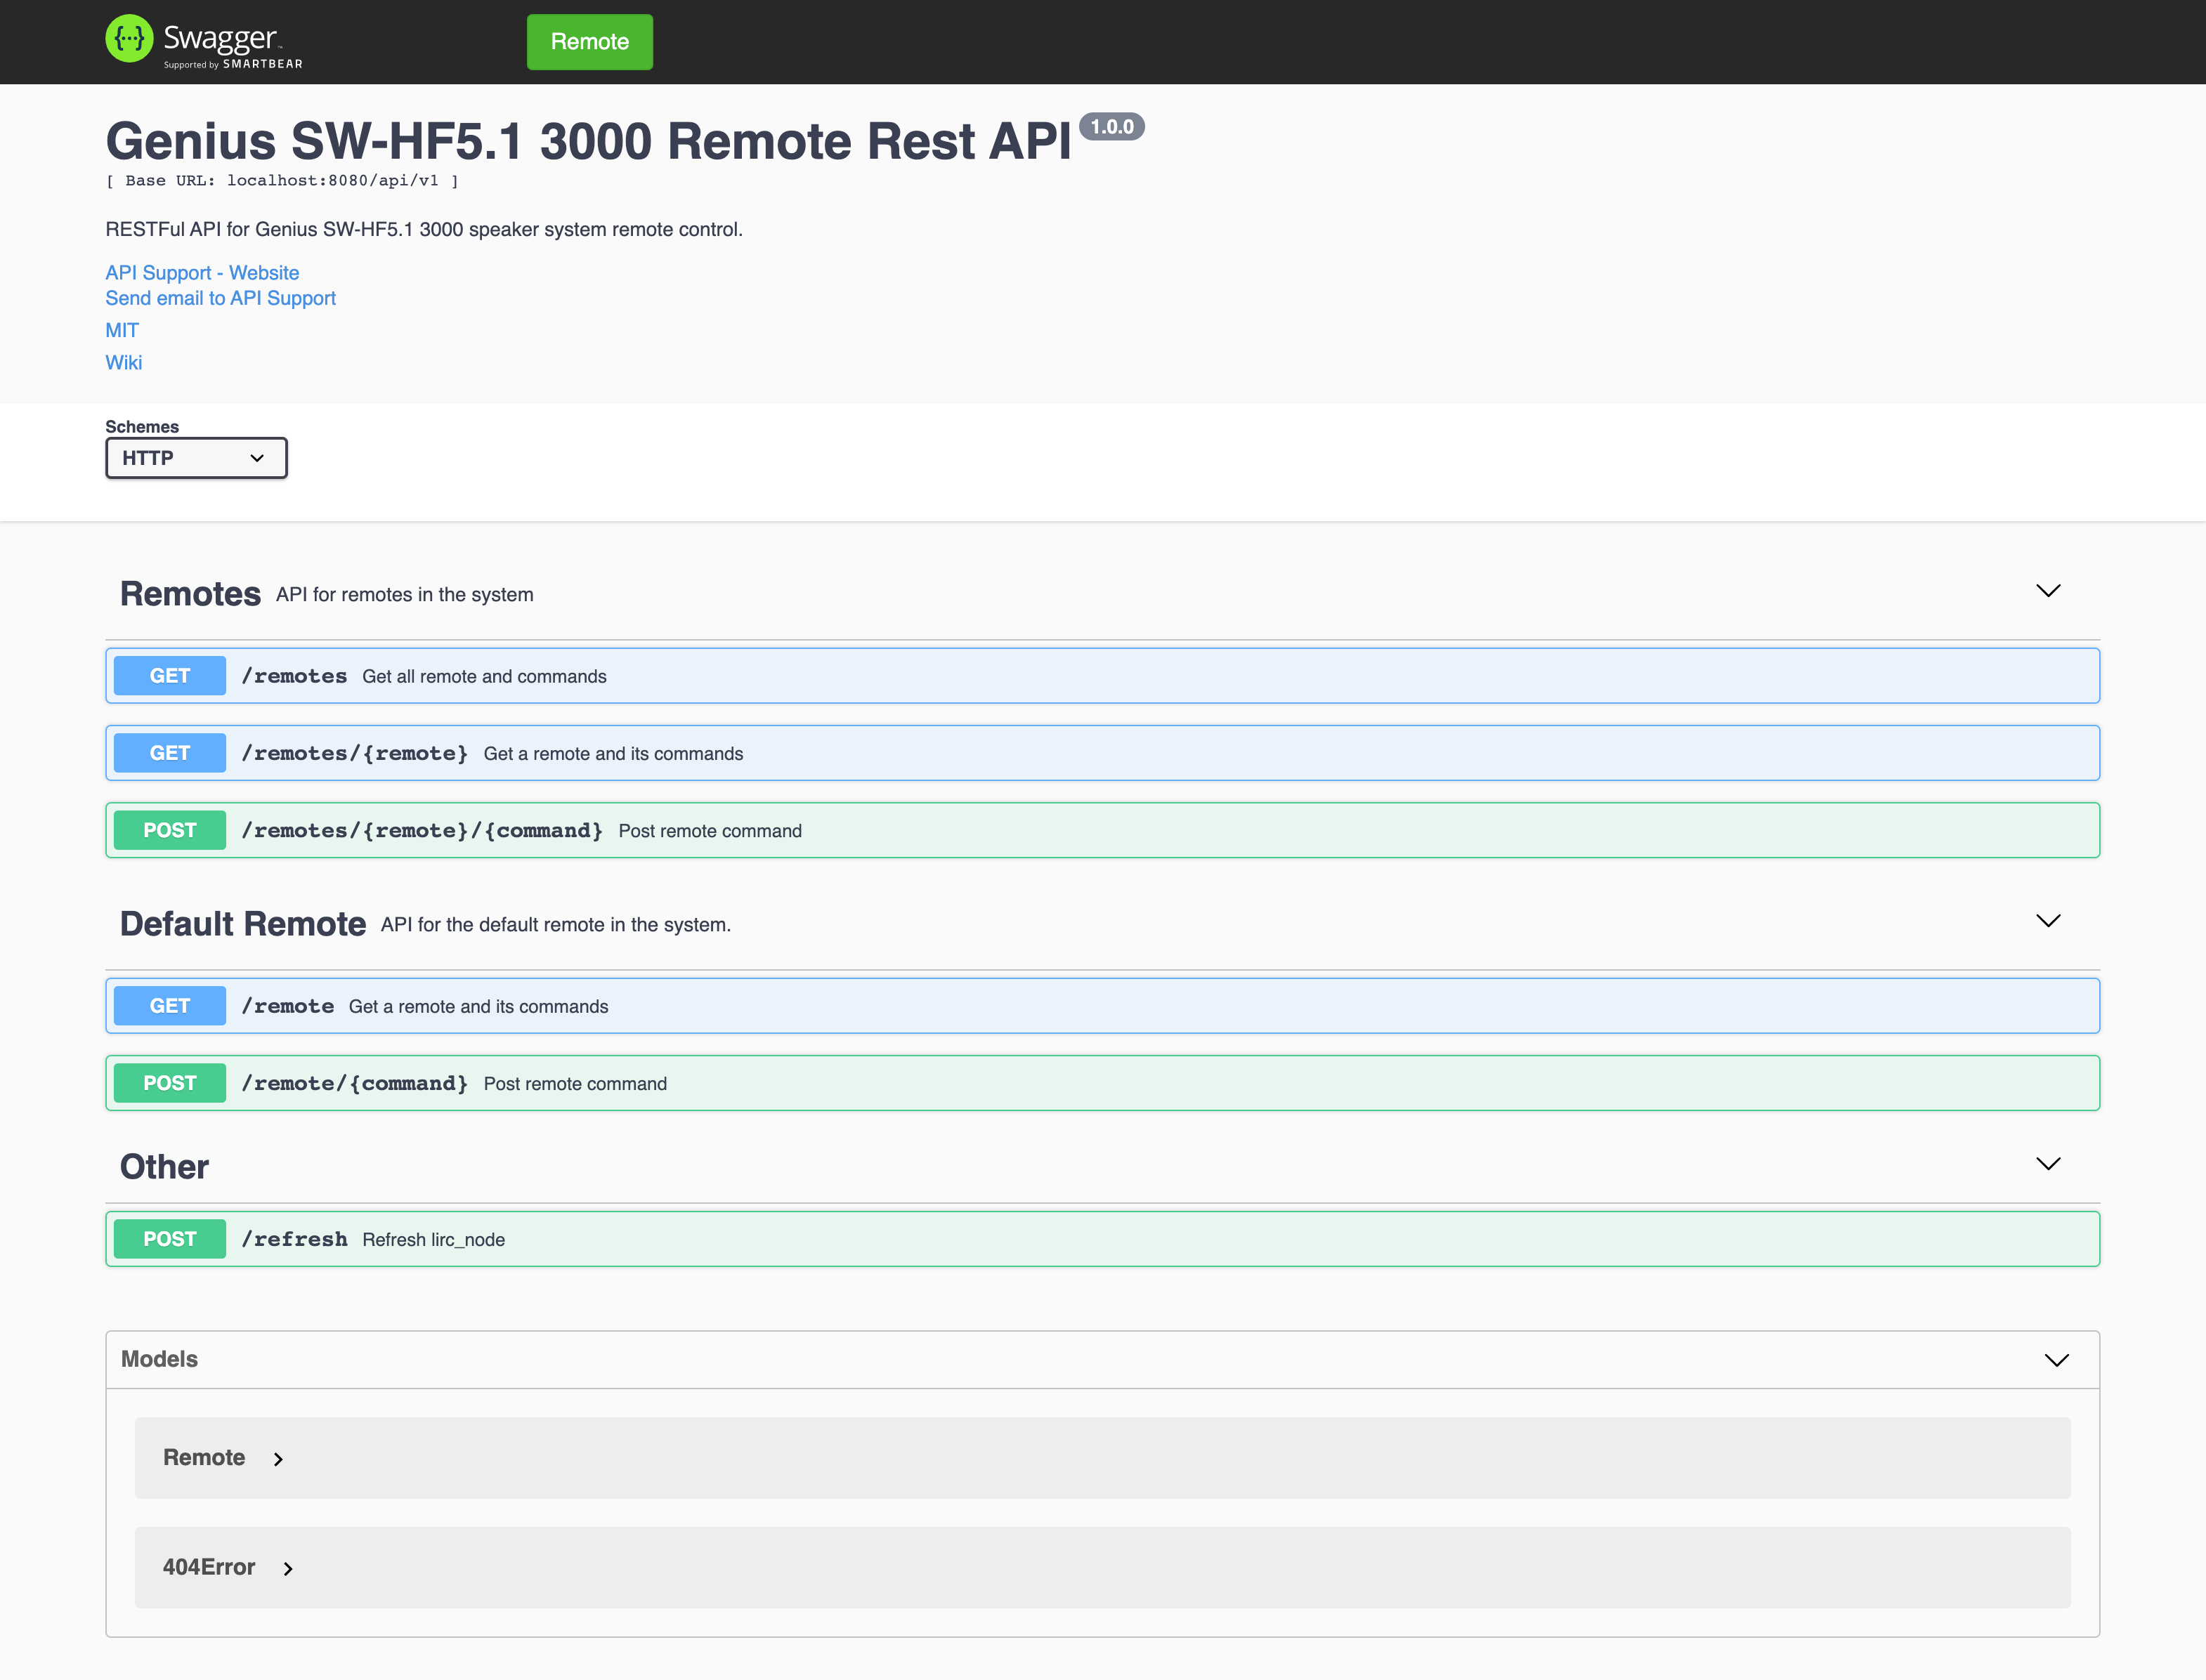 Swagger™
Supported by SMARTBEAR
Remote
Genius SW-HF5.1 3000 Remote Rest API 1.0.0
[ Base URL: localhost:8080/api/v1 ]
RESTFul API for Genius SW-HF5.1 3000 speaker system remote control.
API Support - Website
Send email to API Support
MIT
Wiki
Schemes
HTTP
Remotes API for remotes in the system
GET /remotes Get all remote and commands
GET /remotes/{remote} Get a remote and its commands
POST /remotes/{remote}/{command} Post remote command
Default Remote API for the default remote in the system.
GET /remote Get a remote and its commands
POST /remote/{command} Post remote command
Other
POST /refresh Refresh lirc_node
Models
Remote
404Error